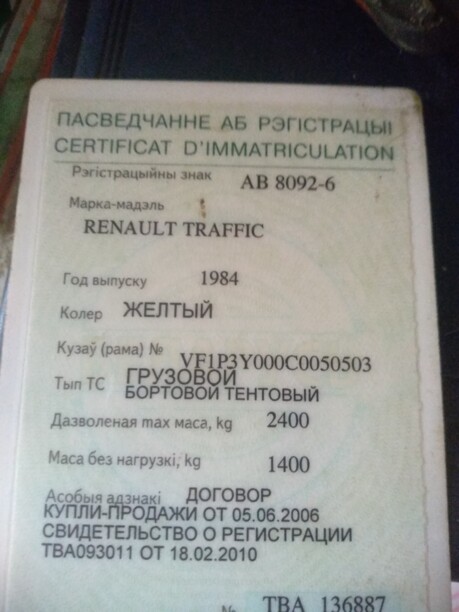 ПАСВЕДЧАННЕ АБ РЭГІСТРАЦЫІ
CERTIFICAT D'IMMATRICULATION
Рэгістрацыйны знак AB 8092-6
Марка-мадэль
RENAULT TRAFFIC
Год выпуску 1984
Колер ЖЕЛТЫЙ
Кузаў (рама) № VF1P3Y000C0050503
Тып ТС ГРУЗОВОЙ
БОРТОВОЙ ТЕНТОВЫЙ
Дазволеная max маса, kg 2400
Маса без нагрузкі, kg 1400
Асобыя адзнакі ДОГОВОР
КУПЛИ-ПРОДАЖИ ОТ 05.06.2006
СВИДЕТЕЛЬСТВО О РЕГИСТРАЦИИ
ТВА093011 ОТ 18.02.2010
№ ТВА 136887